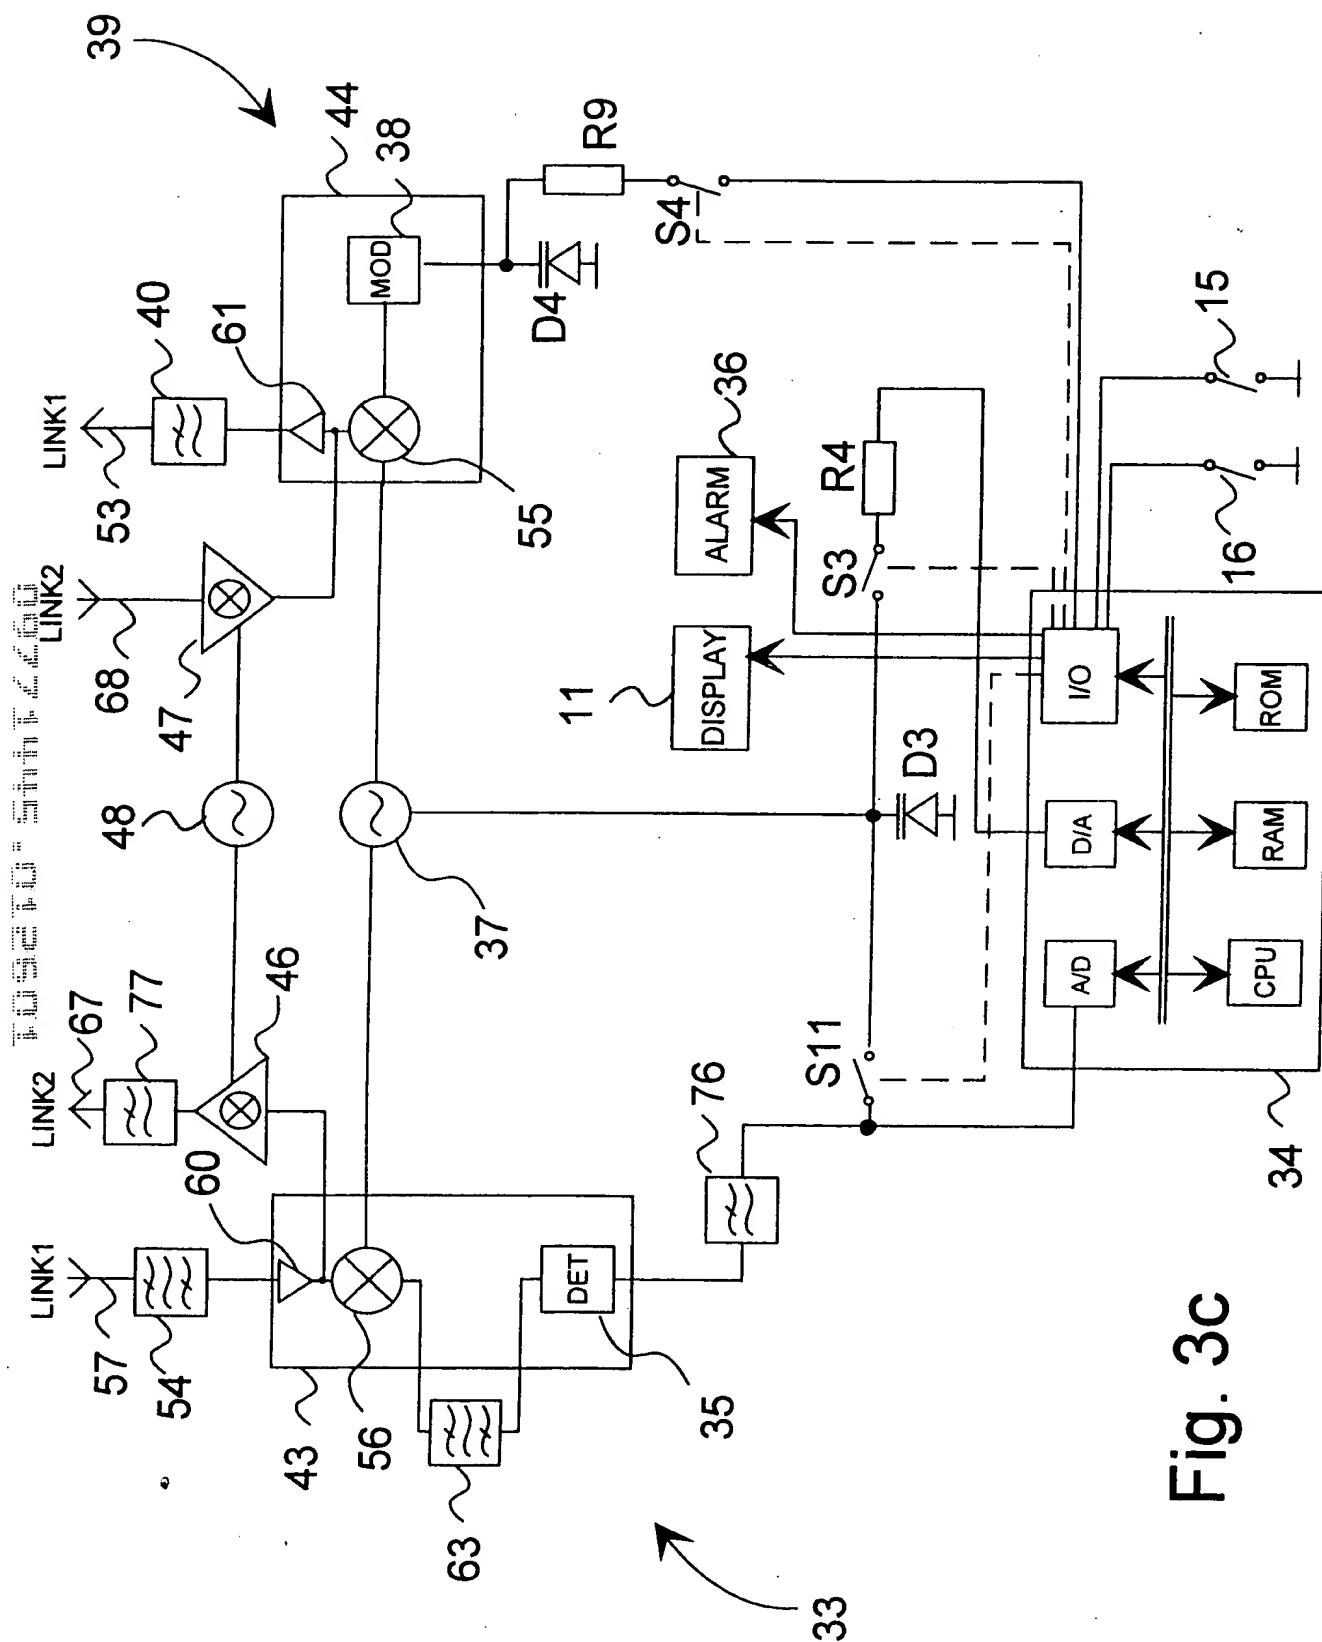 39
44
38
R9
S4
D4
40
61
LINK1
53
55
LINK2
68
47
48
37
MOD
15
16
36
ALARM
R4
S3
11
DISPLAY
D3
I/O
D/A
A/D
ROM
RAM
CPU
34
S11
76
LINK2
67
77
46
60
LINK1
57
54
43
56
63
DET
35
33
Fig. 3c